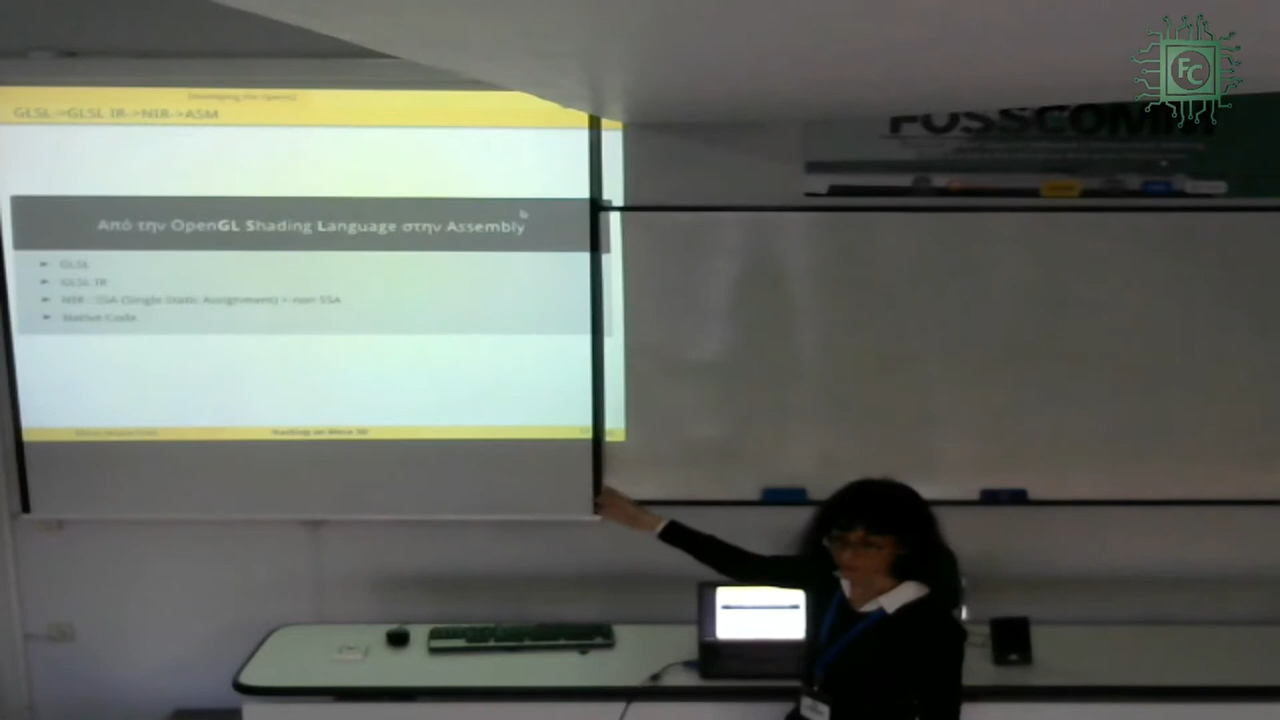 GLSL->GLSL IR->NIR->ASM
Από την OpenGL Shading Language στην Assembly
GLSL
GLSL IR
NIR : SSA (Single Static Assignment) > non SSA
Native Code
FOSSCOMM
FC